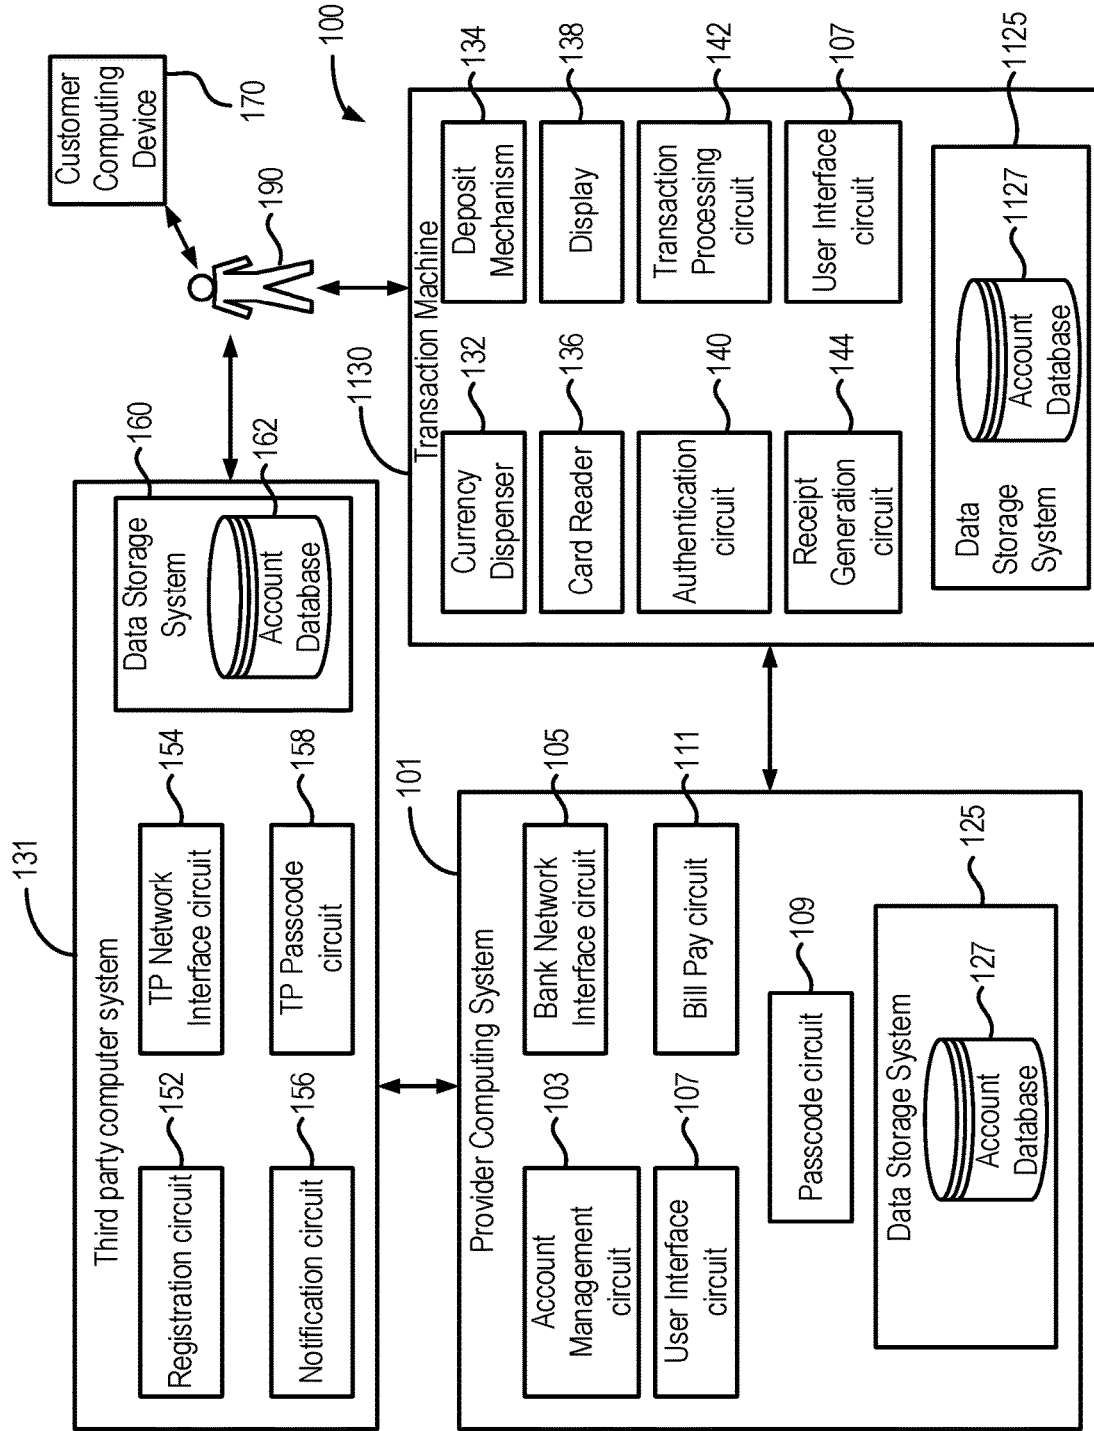 131
Third party computer system
Registration circuit
152
TP Network
Interface circuit
154
Notification circuit
156
TP Passcode
circuit
158
Data Storage
System
160
Account
Database
162
Customer
Computing
Device
170
190
100
101
Provider Computing System
Account
Management
circuit
103
Bank Network
Interface circuit
105
User Interface
circuit
107
Bill Pay circuit
111
Passcode circuit
109
Data Storage System
125
Account
Database
127
1130
Transaction Machine
Currency
Dispenser
132
Deposit
Mechanism
134
Card Reader
136
Display
138
Authentication
circuit
140
Transaction
Processing
circuit
142
Receipt
Generation
circuit
144
User Interface
circuit
107
Data
Storage
System
1125
Account
Database
1127